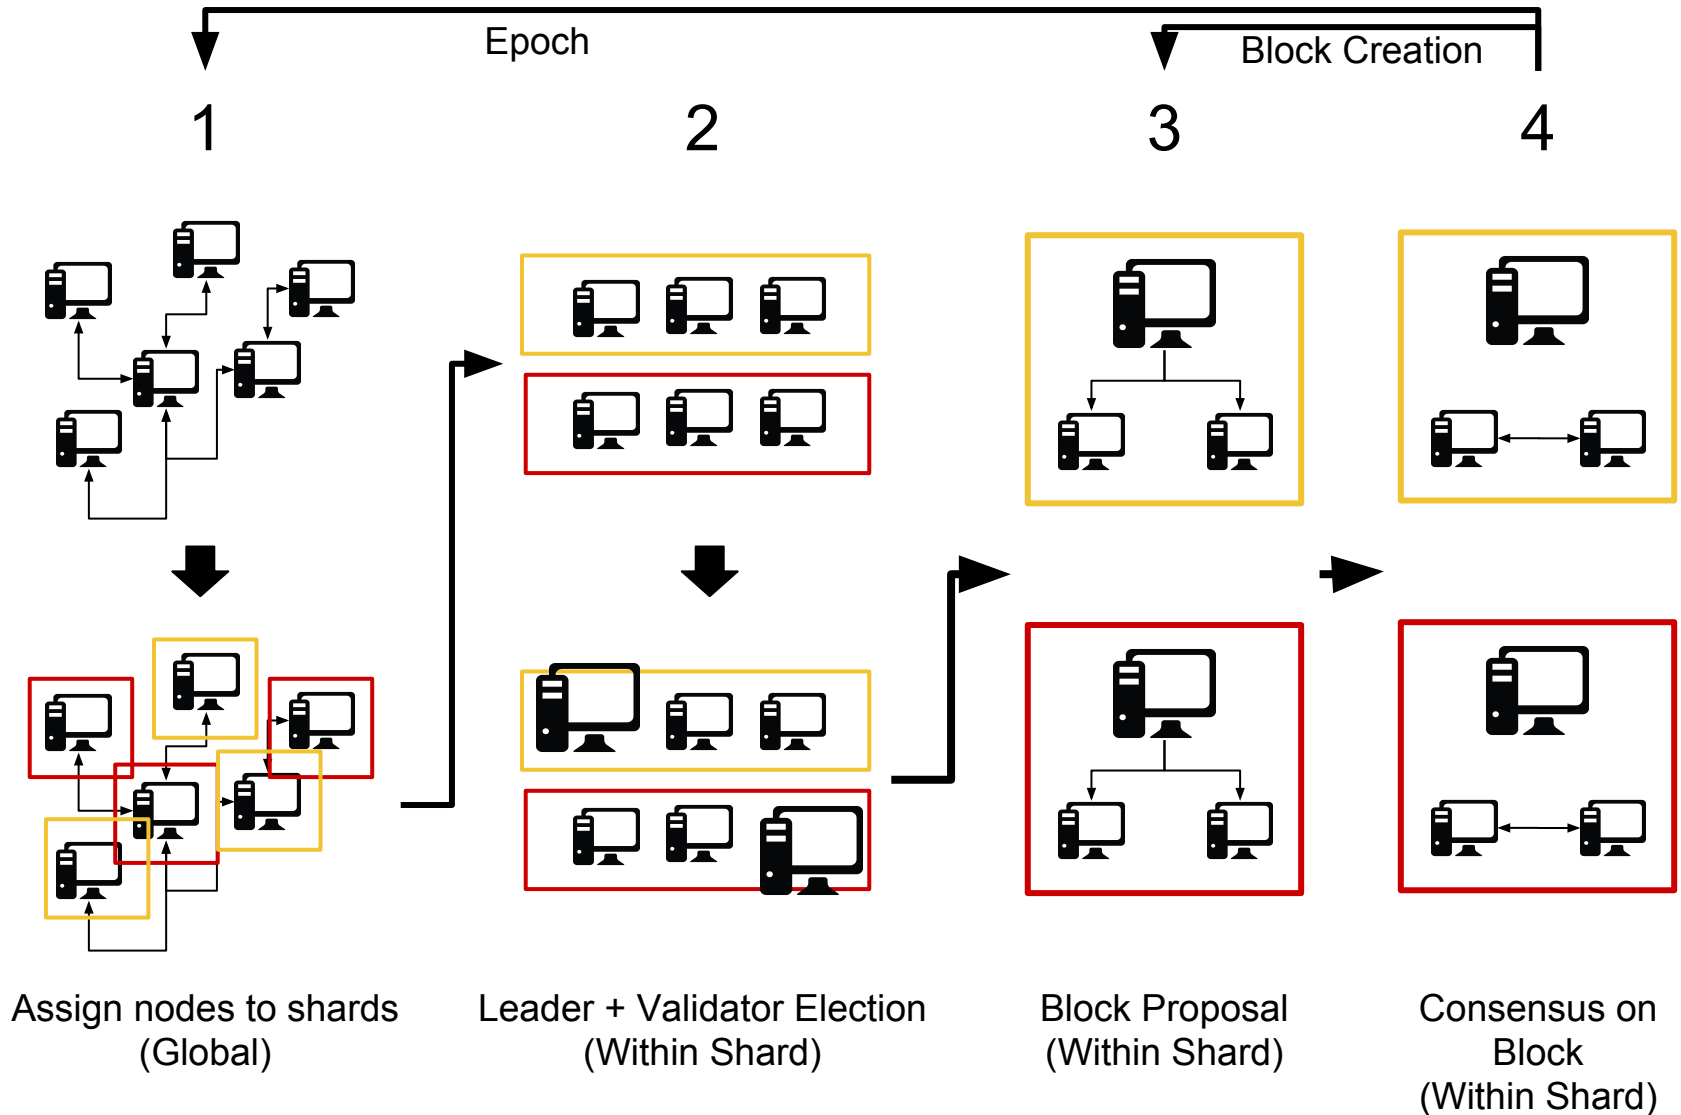 Epoch
Block Creation
1
2
3
4
Assign nodes to shards
(Global)
Leader + Validator Election
(Within Shard)
Block Proposal
(Within Shard)
Consensus on
Block
(Within Shard)